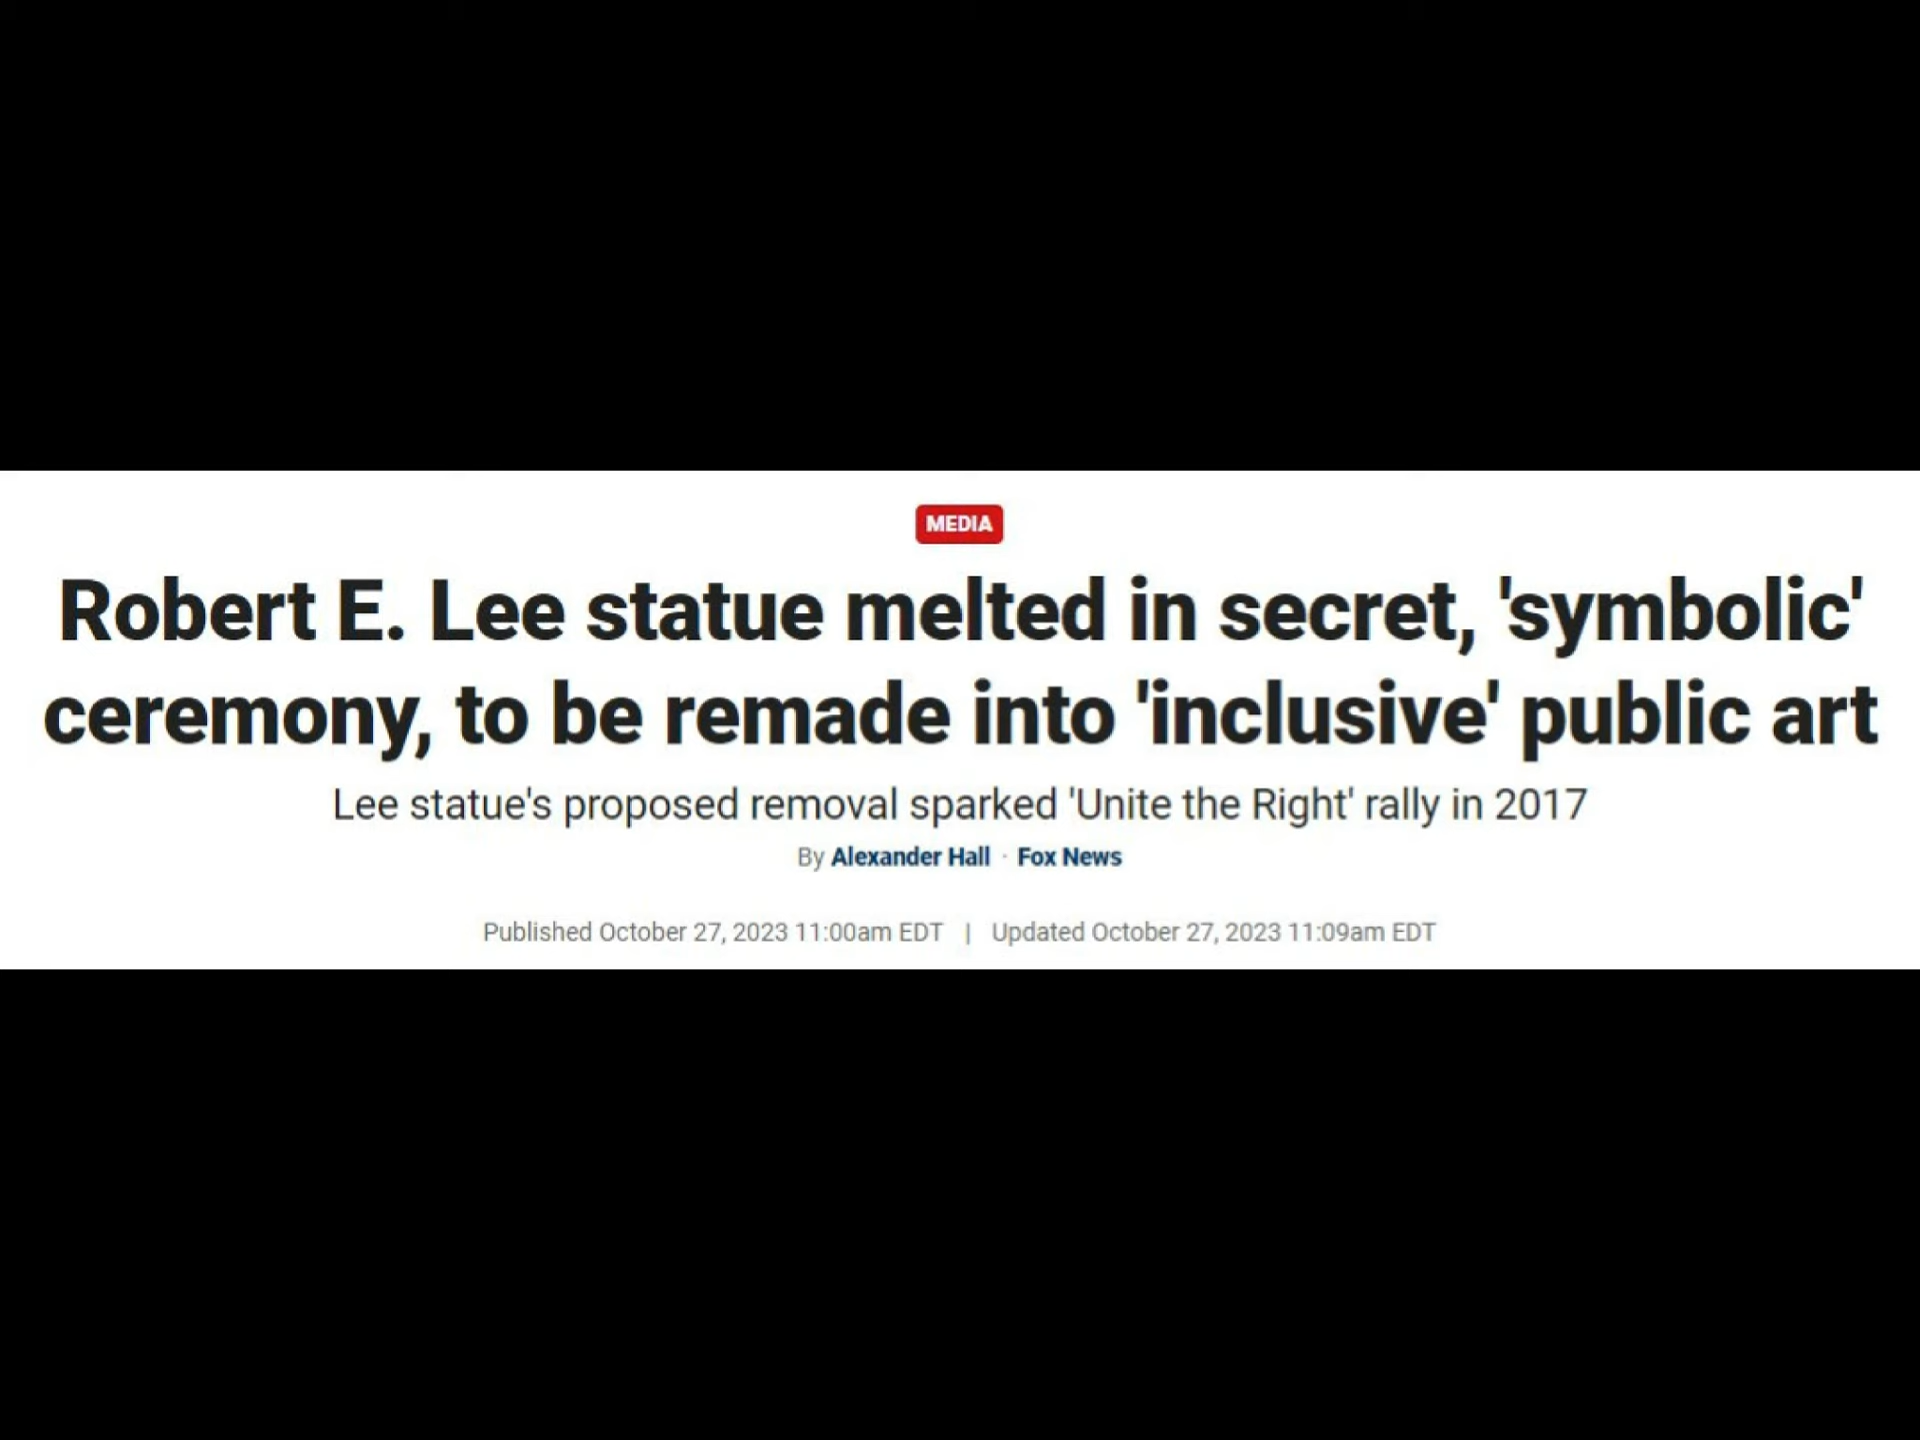 MEDIA
Robert E. Lee statue melted in secret, 'symbolic'
ceremony, to be remade into 'inclusive' public art
Lee statue's proposed removal sparked 'Unite the Right' rally in 2017
By Alexander Hall · Fox News
Published October 27, 2023 11:00am EDT | Updated October 27, 2023 11:09am EDT